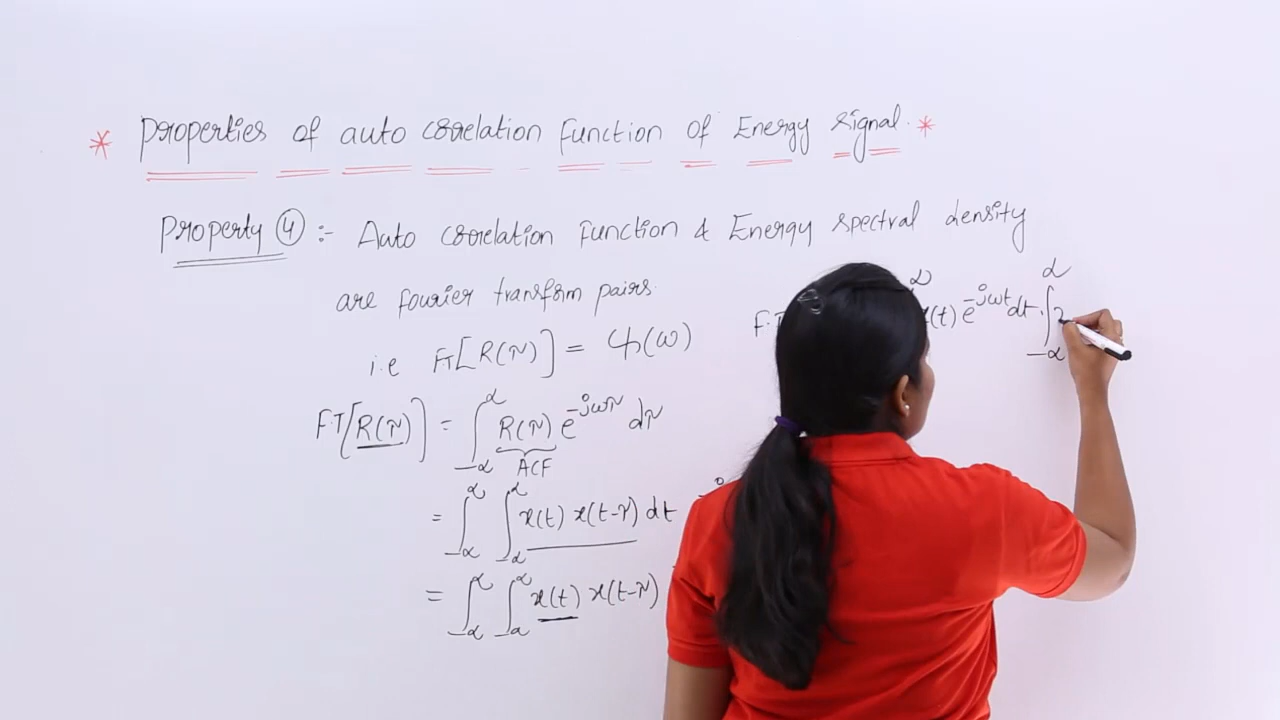 * Properties of auto correlation Function of Energy signal. *
Property ④ :- Auto correlation Function & Energy spectral density
are fourier transform pairs.
i.e FT[R(τ)] = ψ(ω)
F.T[R(τ)] = ∫_{-∞}^{∞} R(τ) e^{-jωτ} dτ
ACF
= ∫_{-∞}^{∞} ∫_{-∞}^{∞} x(t) x(t-τ) dt
= ∫_{-∞}^{∞} ∫_{-∞}^{∞} x(t) x(t-τ)
F.T
(t) e^{-jωt} dt . ∫_{-∞}^{∞}